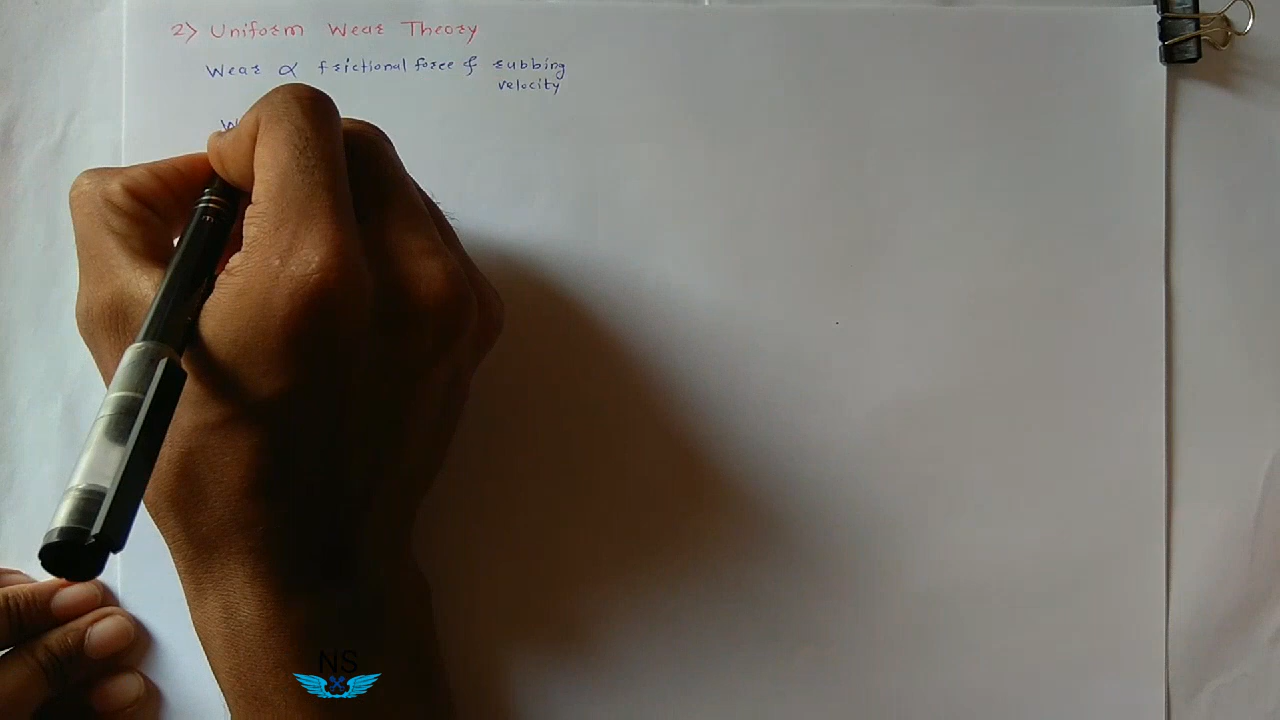 2> Uniform Wear Theory
Wear ∝ frictional force & rubbing
velocity
W
NS